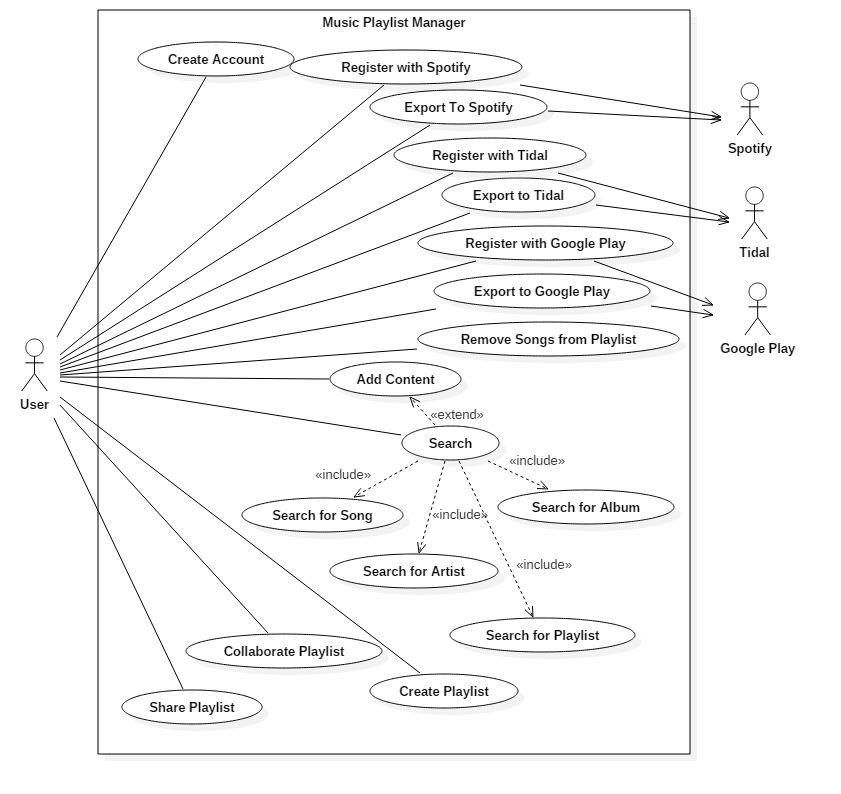 Music Playlist Manager
Create Account
Register with Spotify
Export To Spotify
Spotify
Register with Tidal
Export to Tidal
Tidal
Register with Google Play
Export to Google Play
Google Play
Remove Songs from Playlist
Add Content
User
«extend»
Search
«include»
«include»
Search for Song
Search for Album
«include»
Search for Artist
«include»
Search for Playlist
Collaborate Playlist
Create Playlist
Share Playlist